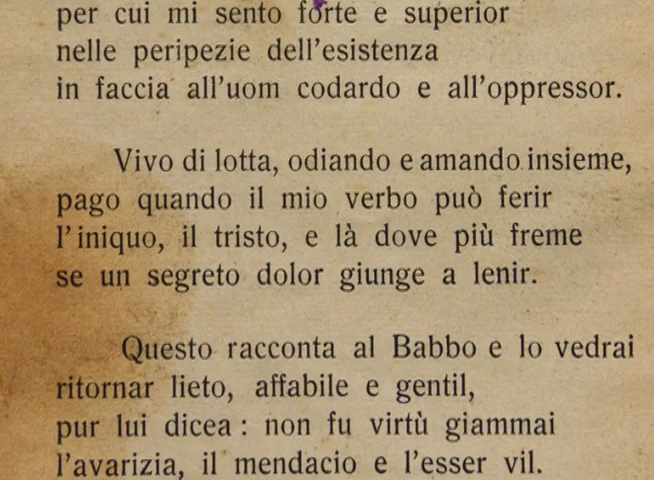 per cui mi sento forte e superior
nelle peripezie dell'esistenza
in faccia all'uom codardo e all'oppressor.
Vivo di lotta, odiando e amando insieme,
pago quando il mio verbo può ferir
l'iniquo, il tristo, e là dove più freme
se un segreto dolor giunge a lenir.
Questo racconta al Babbo e lo vedrai
ritornar lieto, affabile e gentil,
pur lui dicea : non fu virtù giammai
l'avarizia, il mendacio e l'esser vil.